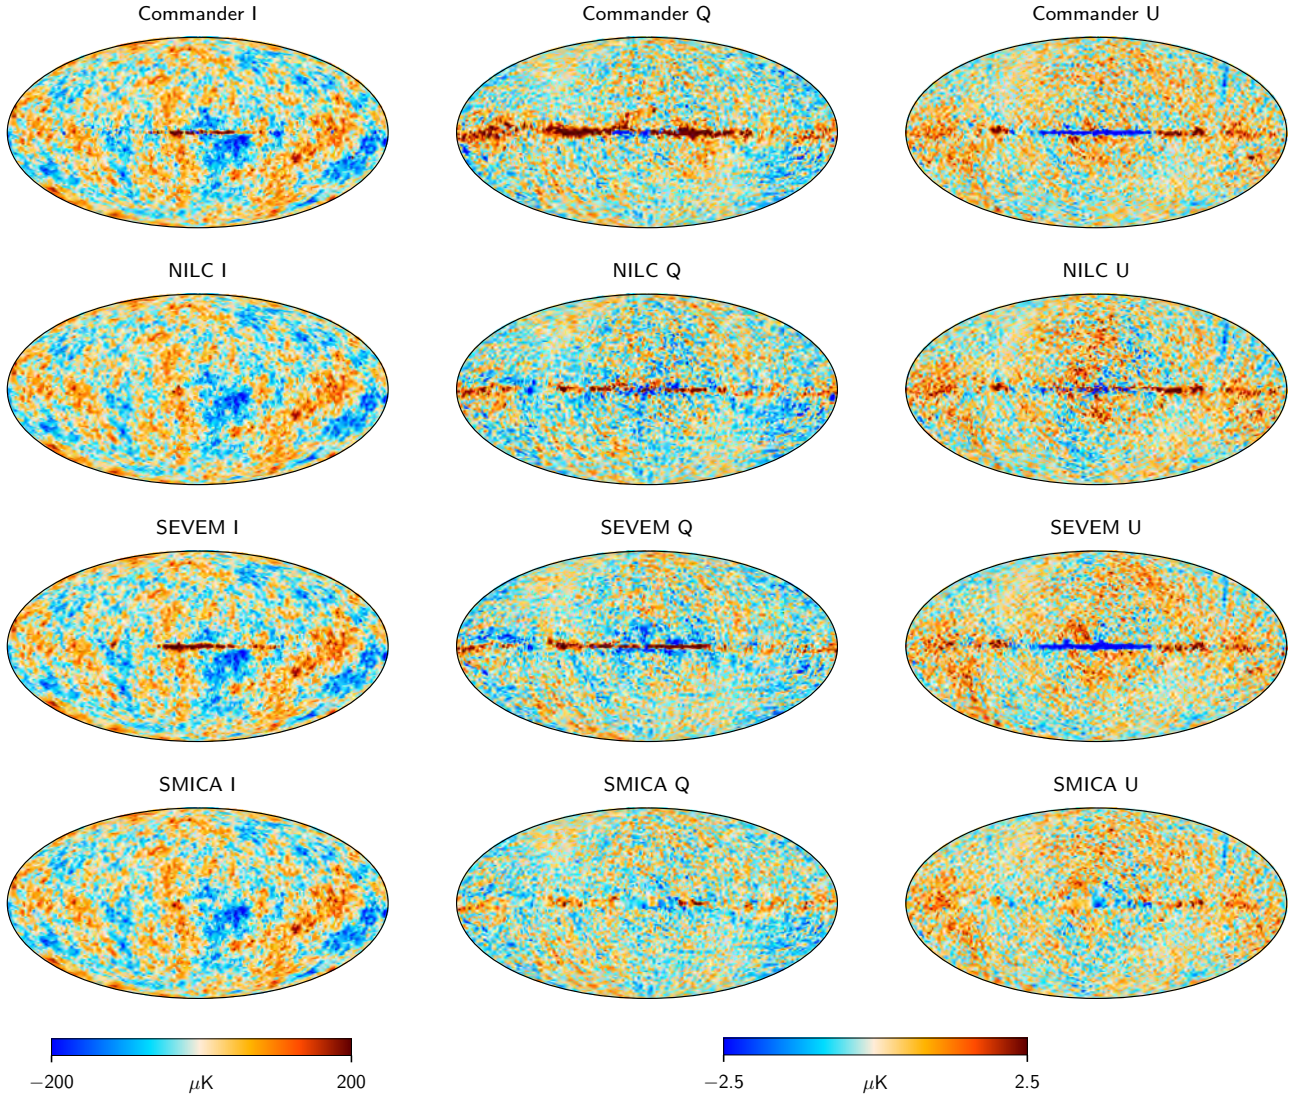 Commander I
Commander Q
Commander U
NILC I
NILC Q
NILC U
SEVEM I
SEVEM Q
SEVEM U
SMICA I
SMICA Q
SMICA U
−200 μK 200
−2.5 μK 2.5